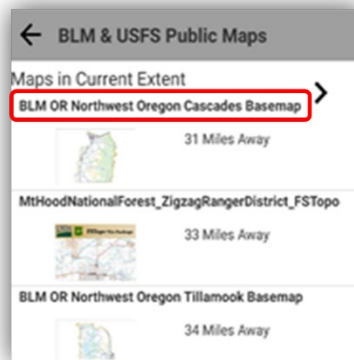 BLM & USFS Public Maps
Maps in Current Extent
BLM OR Northwest Oregon Cascades Basemap
31 Miles Away
MtHoodNationalForest_ZigzagRangerDistrict_FSTopo
33 Miles Away
BLM OR Northwest Oregon Tillamook Basemap
34 Miles Away